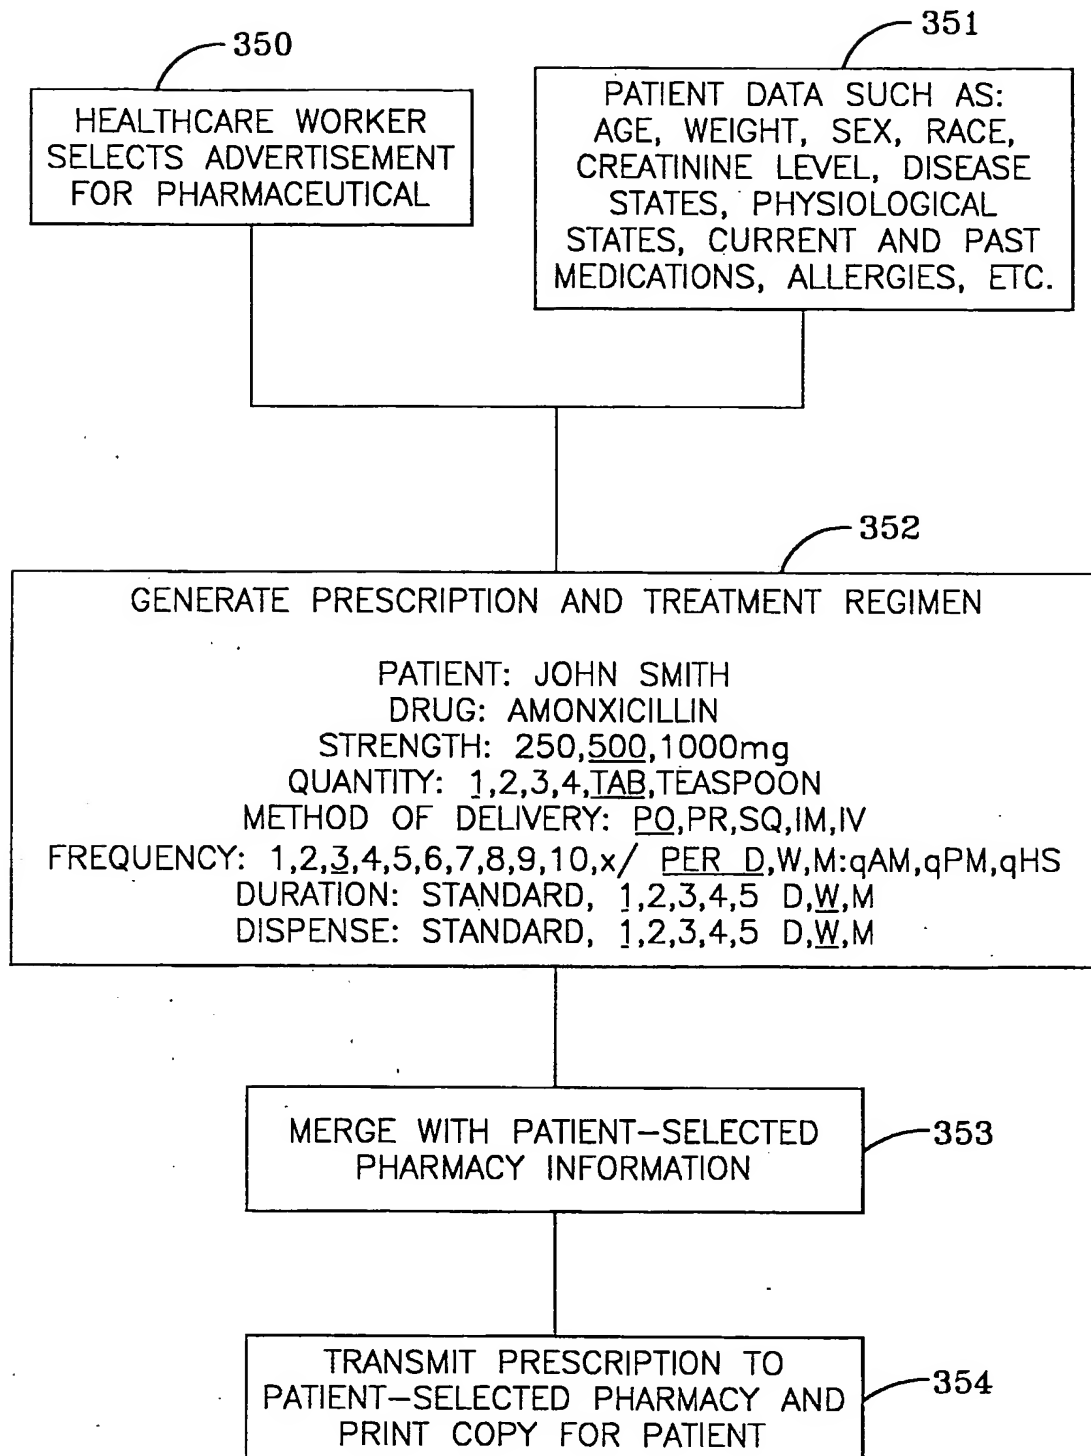 350
HEALTHCARE WORKER
SELECTS ADVERTISEMENT
FOR PHARMACEUTICAL
351
PATIENT DATA SUCH AS:
AGE, WEIGHT, SEX, RACE,
CREATININE LEVEL, DISEASE
STATES, PHYSIOLOGICAL
STATES, CURRENT AND PAST
MEDICATIONS, ALLERGIES, ETC.
352
GENERATE PRESCRIPTION AND TREATMENT REGIMEN
PATIENT: JOHN SMITH
DRUG: AMONXICILLIN
STRENGTH: 250,500,1000mg
QUANTITY: 1,2,3,4,TAB,TEASPOON
METHOD OF DELIVERY: PO,PR,SQ,IM,IV
FREQUENCY: 1,2,3,4,5,6,7,8,9,10,x/ PER D,W,M:qAM,qPM,qHS
DURATION: STANDARD, 1,2,3,4,5 D,W,M
DISPENSE: STANDARD, 1,2,3,4,5 D,W,M
MERGE WITH PATIENT-SELECTED
PHARMACY INFORMATION
353
TRANSMIT PRESCRIPTION TO
PATIENT-SELECTED PHARMACY AND
PRINT COPY FOR PATIENT
354